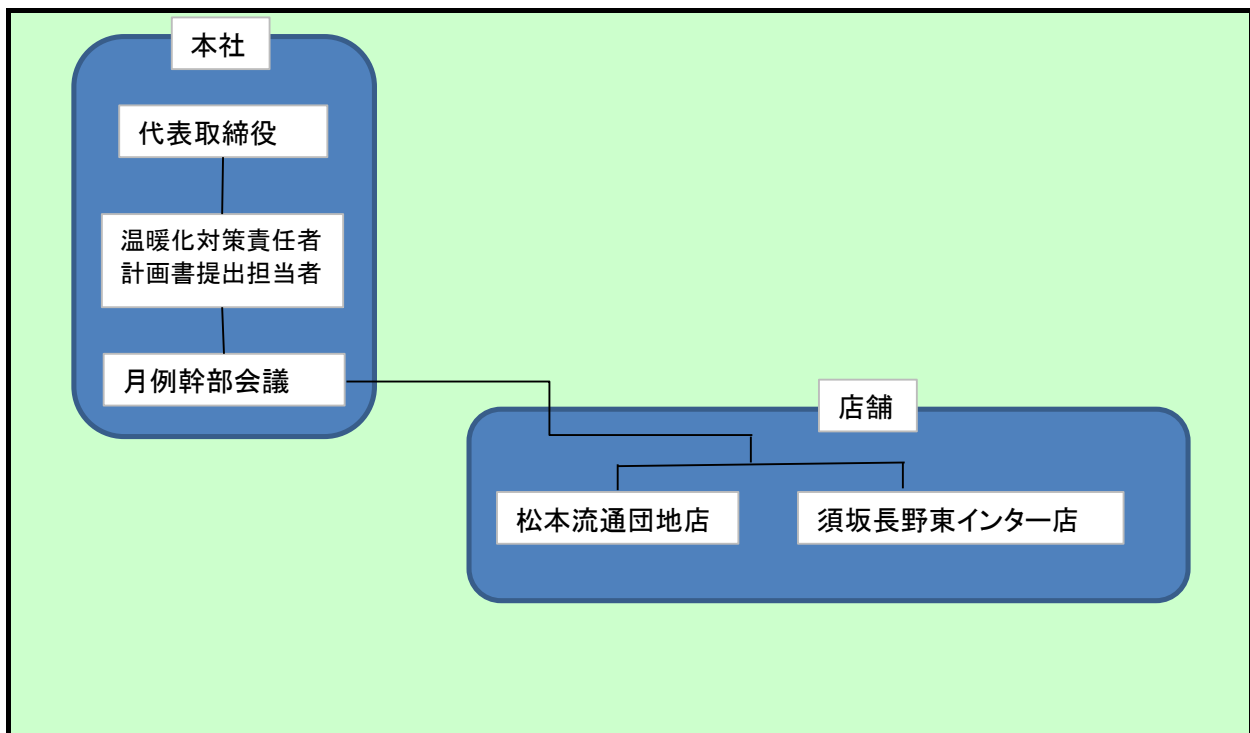 本社
代表取締役
温暖化対策責任者
計画書提出担当者
月例幹部会議
店舗
松本流通団地店
須坂長野東インター店